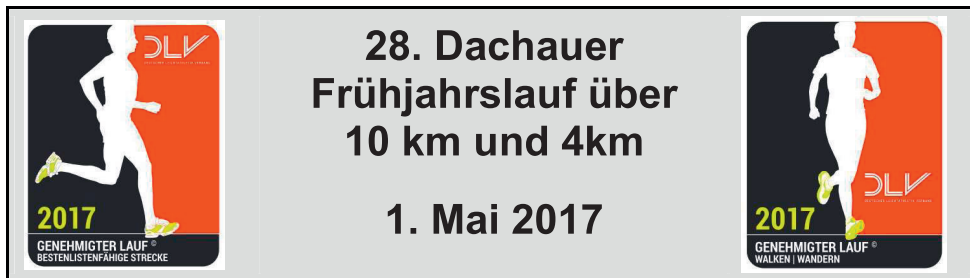 DLV
2017
GENEHMIGTER LAUF ©
BESTENLISTENFÄHIGE STRECKE
28. Dachauer
Frühjahrslauf über
10 km und 4km
1. Mai 2017
DLV
2017
GENEHMIGTER LAUF ©
WALKEN | WANDERN